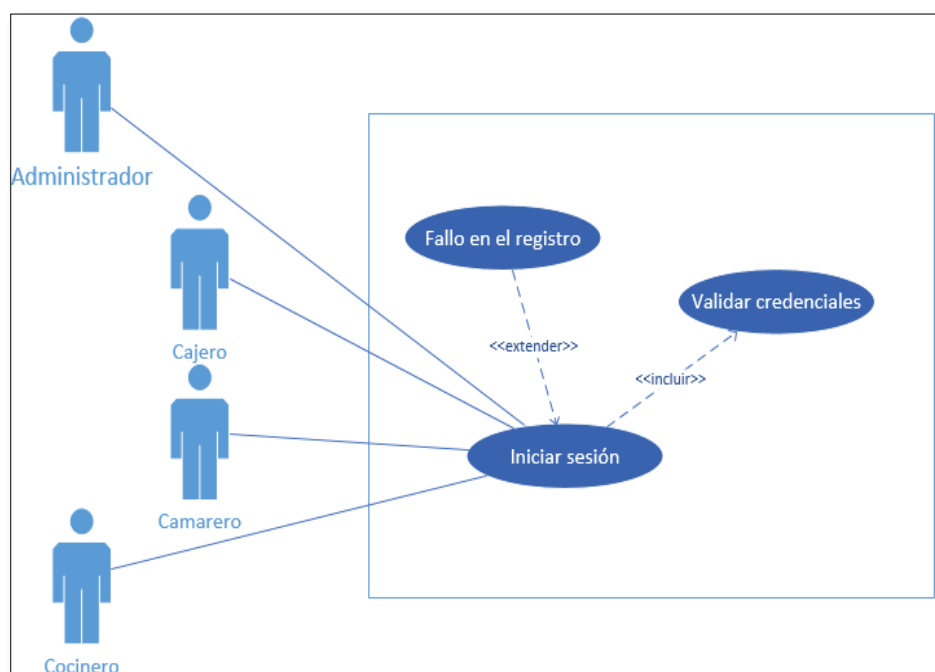 Administrador
Fallo en el registro
Validar credenciales
Cajero
<<extender>>
<<incluir>>
Iniciar sesión
Camarero
Cocinero